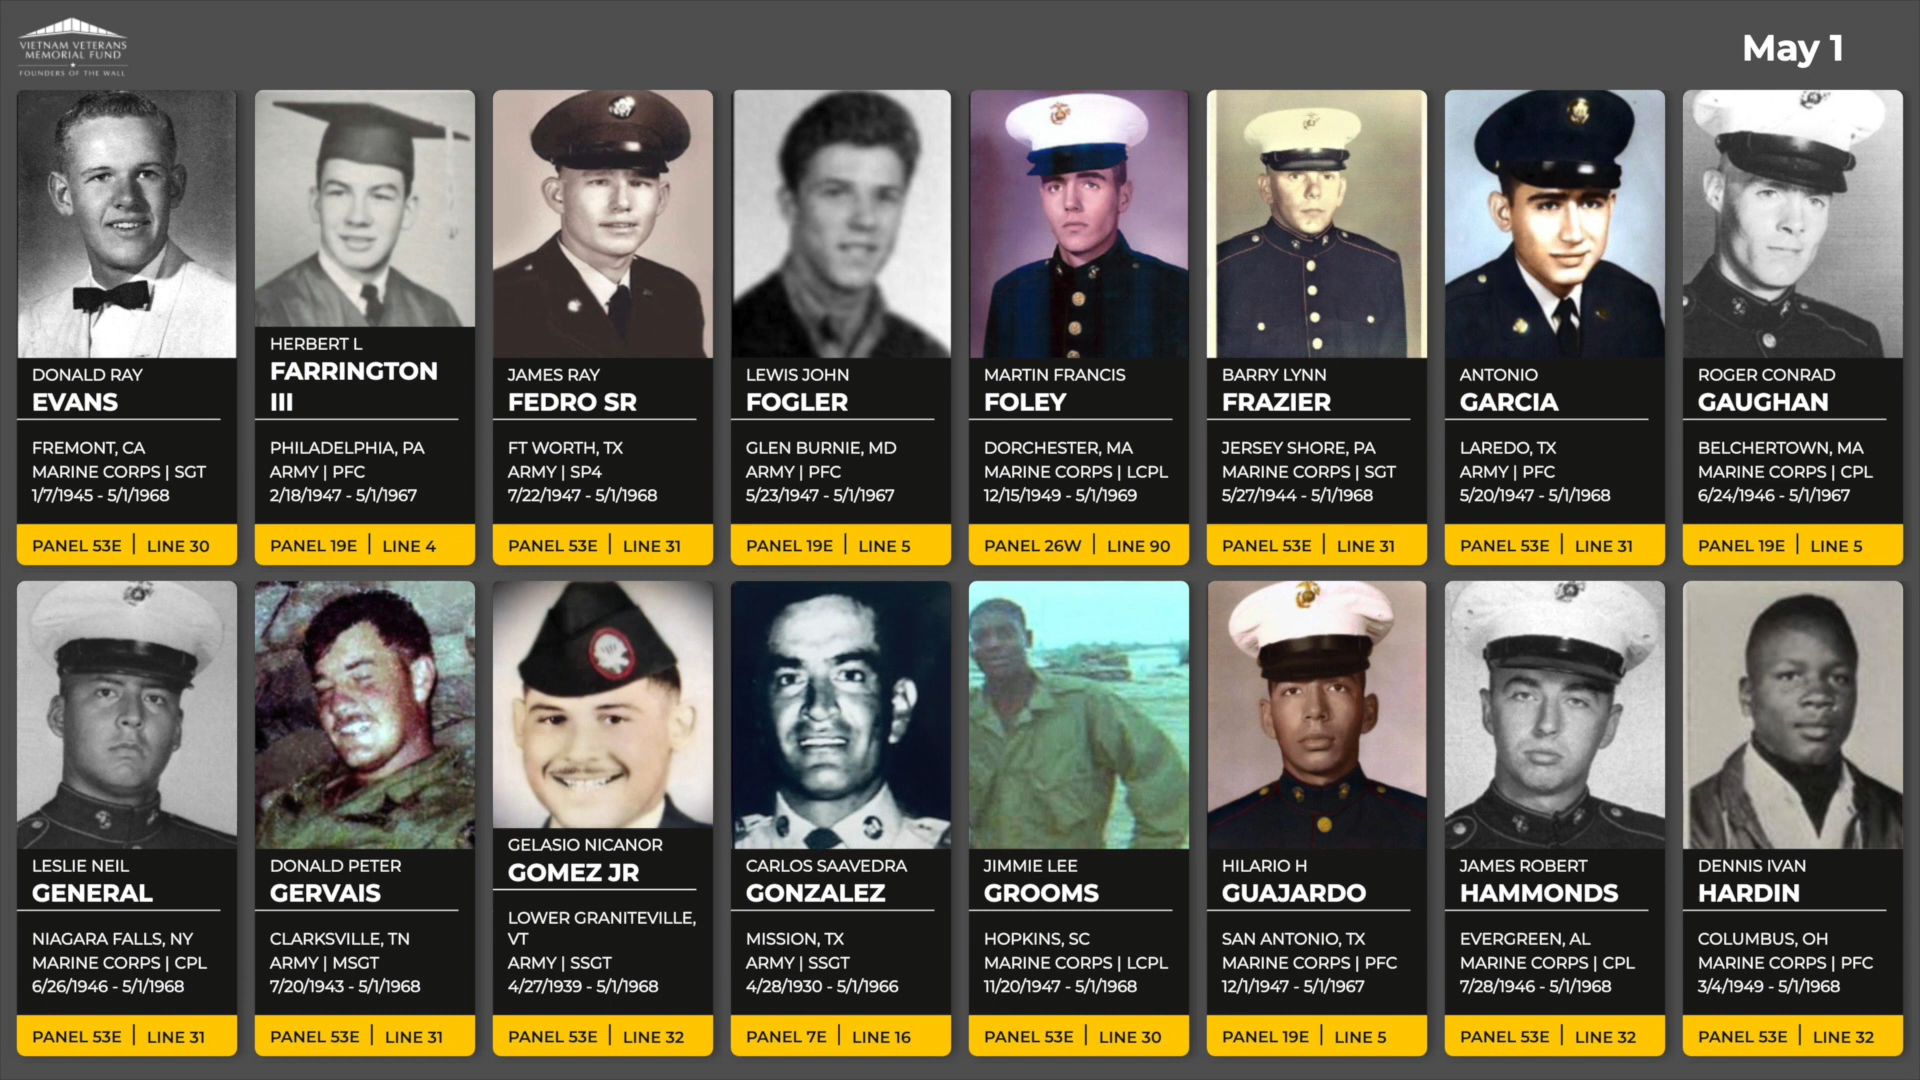 VIETNAM VETERANS
MEMORIAL FUND
FOUNDERS OF THE WALL
May 1
DONALD RAY
EVANS
FREMONT, CA
MARINE CORPS | SGT
1/7/1945 - 5/1/1968
PANEL 53E | LINE 30
HERBERT L
FARRINGTON
III
PHILADELPHIA, PA
ARMY | PFC
2/18/1947 - 5/1/1967
PANEL 19E | LINE 4
JAMES RAY
FEDRO SR
FT WORTH, TX
ARMY | SP4
7/22/1947 - 5/1/1968
PANEL 53E | LINE 31
LEWIS JOHN
FOGLER
GLEN BURNIE, MD
ARMY | PFC
5/23/1947 - 5/1/1967
PANEL 19E | LINE 5
MARTIN FRANCIS
FOLEY
DORCHESTER, MA
MARINE CORPS | LCPL
12/15/1949 - 5/1/1969
PANEL 26W | LINE 90
BARRY LYNN
FRAZIER
JERSEY SHORE, PA
MARINE CORPS | SGT
5/27/1944 - 5/1/1968
PANEL 53E | LINE 31
ANTONIO
GARCIA
LAREDO, TX
ARMY | PFC
5/20/1947 - 5/1/1968
PANEL 53E | LINE 31
ROGER CONRAD
GAUGHAN
BELCHERTOWN, MA
MARINE CORPS | CPL
6/24/1946 - 5/1/1967
PANEL 19E | LINE 5
LESLIE NEIL
GENERAL
NIAGARA FALLS, NY
MARINE CORPS | CPL
6/26/1946 - 5/1/1968
PANEL 53E | LINE 31
DONALD PETER
GERVAIS
CLARKSVILLE, TN
ARMY | MSGT
7/20/1943 - 5/1/1968
PANEL 53E | LINE 31
GELASIO NICANOR
GOMEZ JR
LOWER GRANITEVILLE,
VT
ARMY | SSGT
4/27/1939 - 5/1/1968
PANEL 53E | LINE 32
CARLOS SAAVEDRA
GONZALEZ
MISSION, TX
ARMY | SSGT
4/28/1930 - 5/1/1966
PANEL 7E | LINE 16
JIMMIE LEE
GROOMS
HOPKINS, SC
MARINE CORPS | LCPL
11/20/1947 - 5/1/1968
PANEL 53E | LINE 30
HILARIO H
GUAJARDO
SAN ANTONIO, TX
MARINE CORPS | PFC
12/1/1947 - 5/1/1967
PANEL 19E | LINE 5
JAMES ROBERT
HAMMONDS
EVERGREEN, AL
MARINE CORPS | CPL
7/28/1946 - 5/1/1968
PANEL 53E | LINE 32
DENNIS IVAN
HARDIN
COLUMBUS, OH
MARINE CORPS | PFC
3/4/1949 - 5/1/1968
PANEL 53E | LINE 32